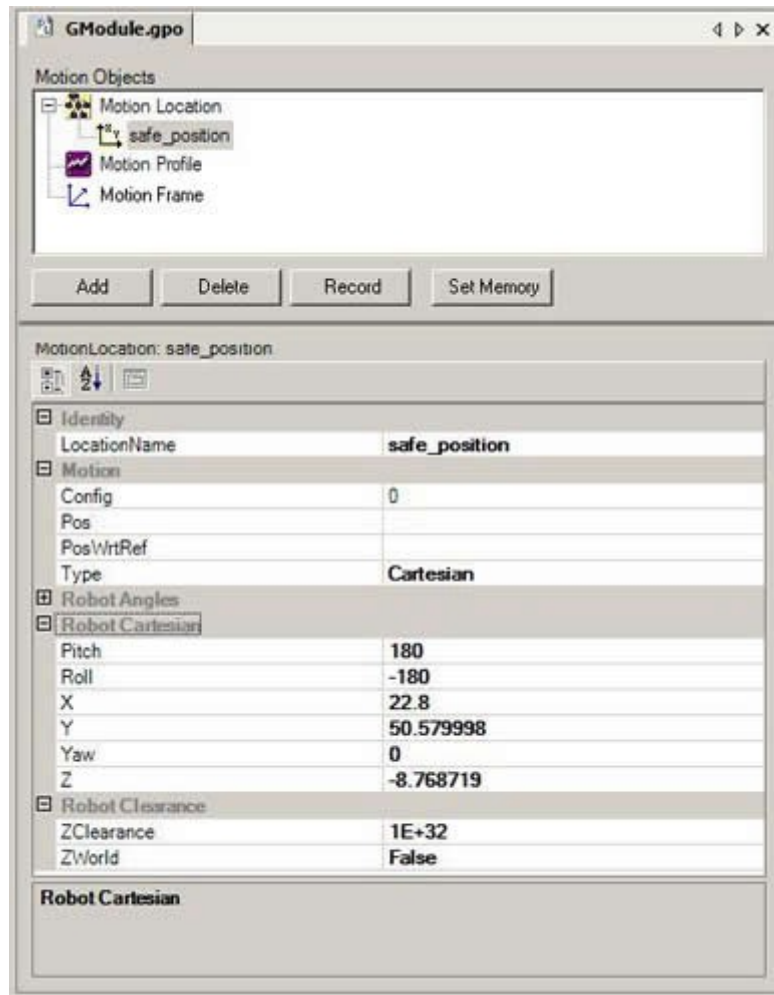 GModule.gpo
Motion Objects
Motion Location
safe_position
Motion Profile
Motion Frame
Add Delete Record Set Memory
MotionLocation: safe_position
Identity
LocationName safe_position
Motion
Config 0
Pos
PosWrtRef
Type Cartesian
Robot Angles
Robot Cartesian
Pitch 180
Roll -180
X 22.8
Y 50.579998
Yaw 0
Z -8.768719
Robot Clearance
ZClearance 1E+32
ZWorld False
Robot Cartesian